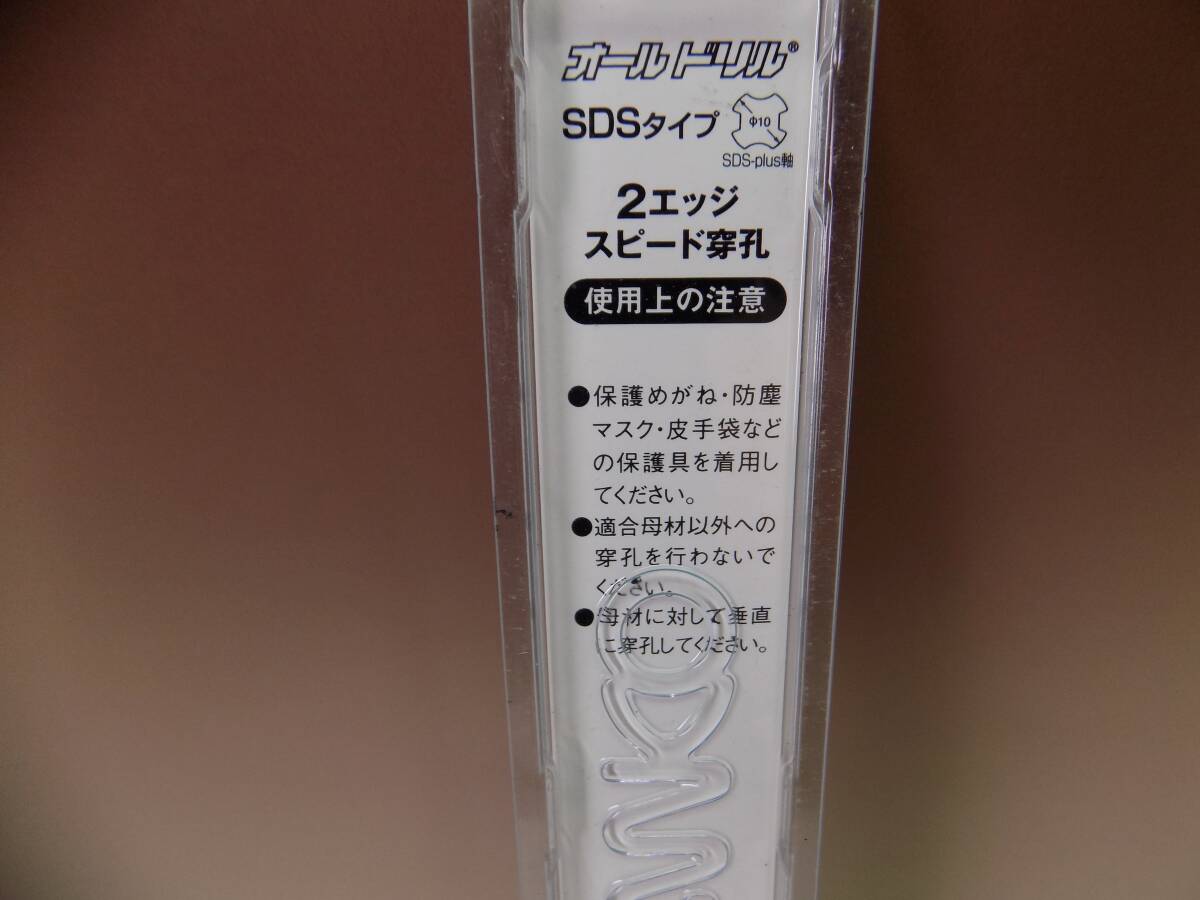 オールドリル®
SDSタイプ
φ10
SDS-plus軸
2エッジ
スピード穿孔
使用上の注意
●保護めがね・防塵
マスク・皮手袋など
の保護具を着用し
てください。
●適合母材以外への
穿孔を行わないで
ください。
●母材に対して垂直
に穿孔してください。